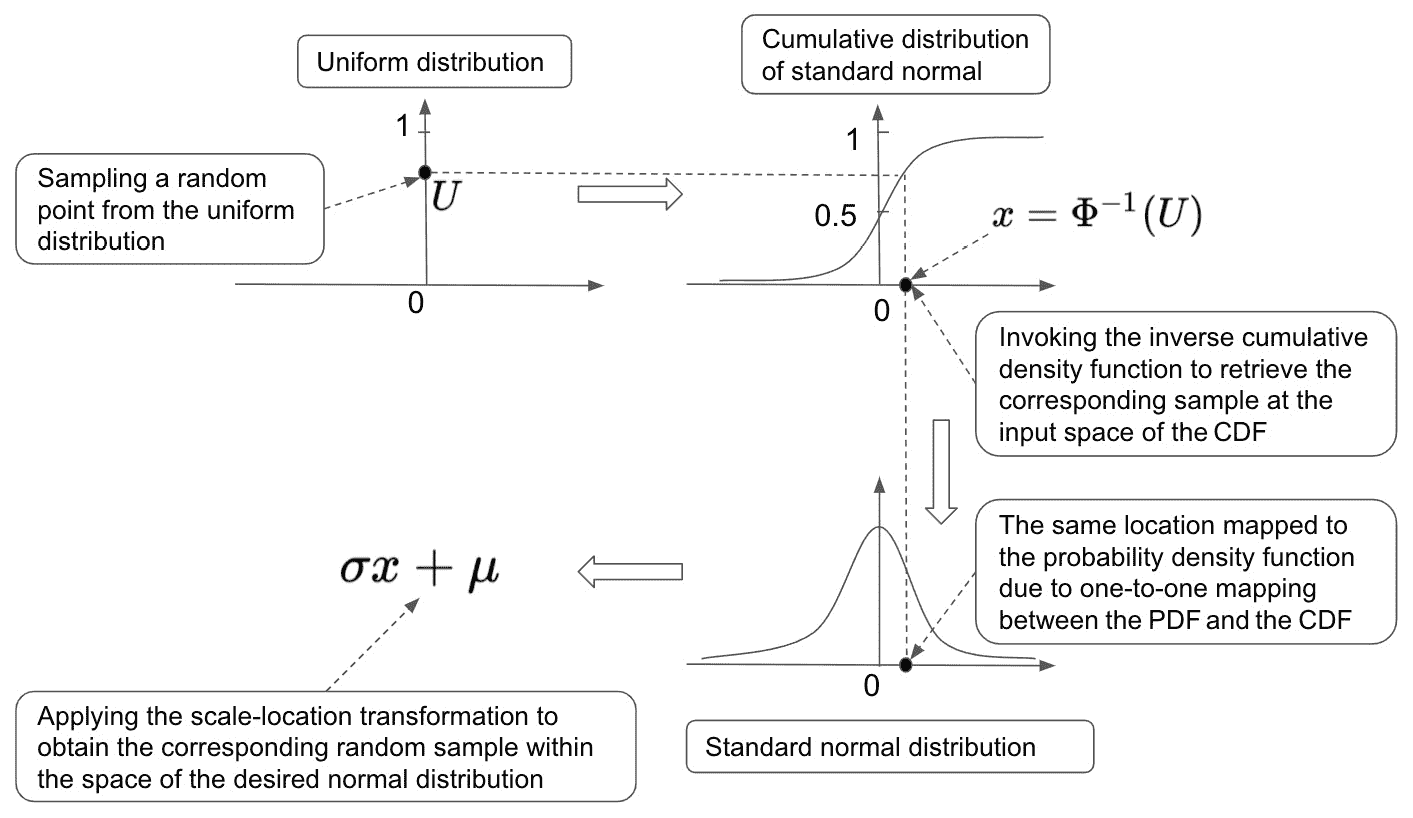 Uniform distribution
Cumulative distribution
of standard normal
1
1
Sampling a random
point from the uniform
distribution
U
0.5
x = Φ⁻¹(U)
0
0
Invoking the inverse cumulative
density function to retrieve the
corresponding sample at the
input space of the CDF
The same location mapped to
the probability density function
due to one-to-one mapping
between the PDF and the CDF
σx + μ
0
Applying the scale-location transformation to
obtain the corresponding random sample within
the space of the desired normal distribution
Standard normal distribution